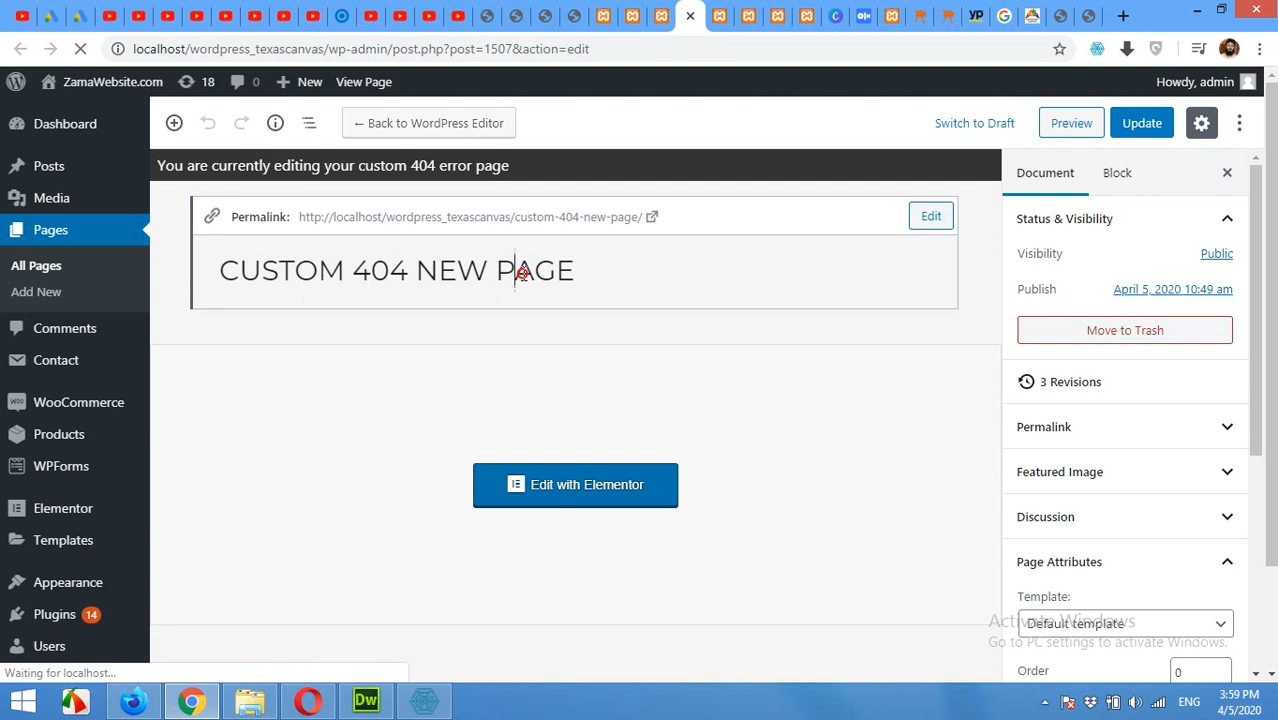 localhost/wordpress_texascanvas/wp-admin/post.php?post=1507&action=edit
ZamaWebsite.com 18 0 New View Page Howdy, admin
Dashboard
Posts
Media
Pages
All Pages
Add New
Comments
Contact
WooCommerce
Products
WPForms
Elementor
Templates
Appearance
Plugins 14
Users
← Back to WordPress Editor Switch to Draft Preview Update
You are currently editing your custom 404 error page
Permalink: http://localhost/wordpress_texascanvas/custom-404-new-page/ Edit
CUSTOM 404 NEW PAGE
Edit with Elementor
Document Block
Status & Visibility
Visibility Public
Publish April 5, 2020 10:49 am
Move to Trash
3 Revisions
Permalink
Featured Image
Discussion
Page Attributes
Template:
Default template
Activate Windows
Go to PC settings to activate Windows.
Order 0
Waiting for localhost...
Dw
ENG
3:59 PM
4/5/2020